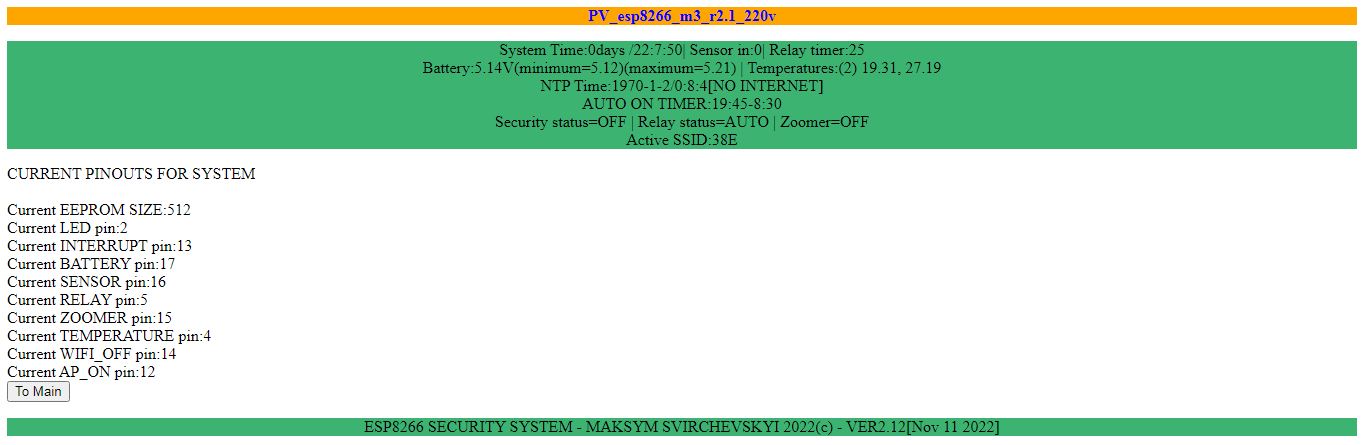 PV_esp8266_m3_r2.1_220v
System Time:0days /22:7:50| Sensor in:0| Relay timer:25
Battery:5.14V(minimum=5.12)(maximum=5.21) | Temperatures:(2) 19.31, 27.19
NTP Time:1970-1-2/0:8:4[NO INTERNET]
AUTO ON TIMER:19:45-8:30
Security status=OFF | Relay status=AUTO | Zoomer=OFF
Active SSID:38E
CURRENT PINOUTS FOR SYSTEM
Current EEPROM SIZE:512
Current LED pin:2
Current INTERRUPT pin:13
Current BATTERY pin:17
Current SENSOR pin:16
Current RELAY pin:5
Current ZOOMER pin:15
Current TEMPERATURE pin:4
Current WIFI_OFF pin:14
Current AP_ON pin:12
To Main
ESP8266 SECURITY SYSTEM - MAKSYM SVIRCHEVSKYI 2022(c) - VER2.12[Nov 11 2022]